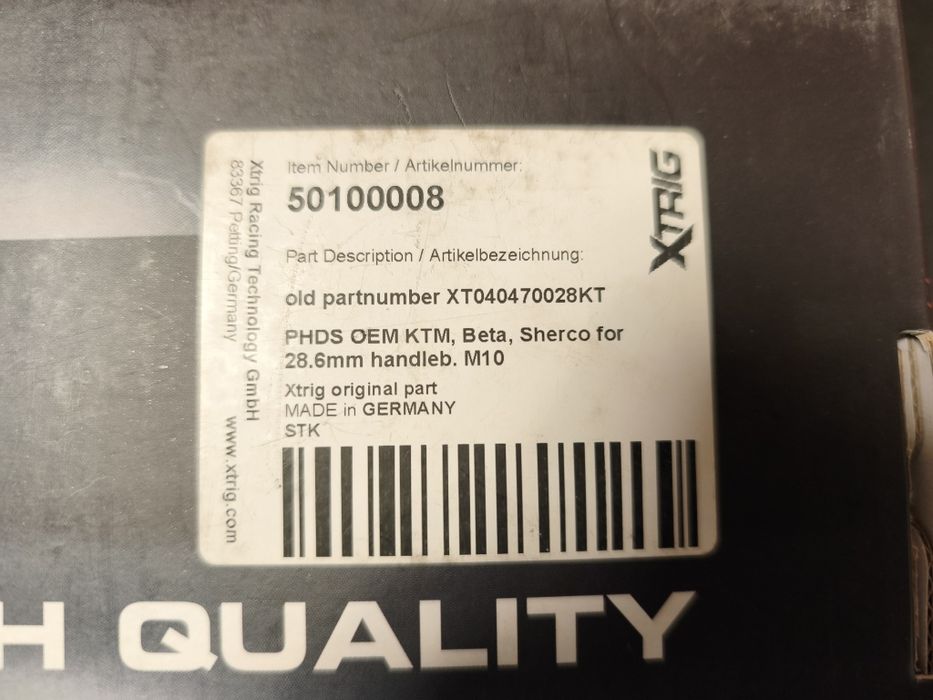 Item Number / Artikelnummer:
50100008
Part Description / Artikelbezeichnung:
old partnumber XT040470028KT
PHDS OEM KTM, Beta, Sherco for
28.6mm handleb. M10
Xtrig original part
MADE in GERMANY
STK
XTRIG
Xtrig Racing Technology GmbH
83367 Petting/Germany
www.xtrig.com
H QUALITY